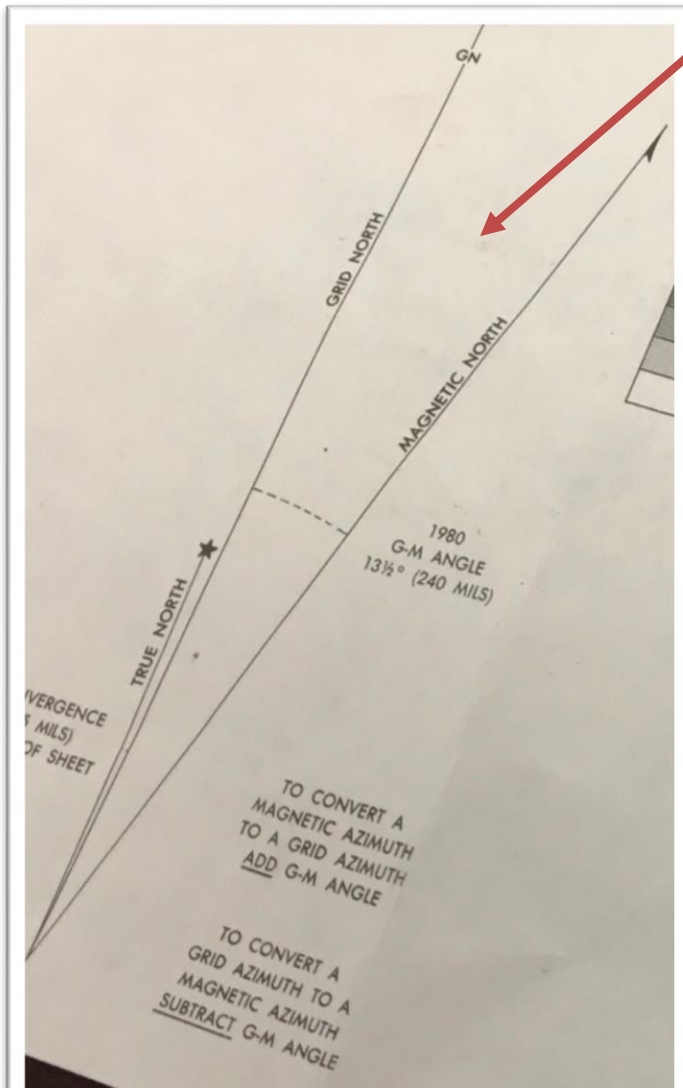 GN
GRID NORTH
MAGNETIC NORTH
TRUE NORTH
1980
G-M ANGLE
13½° (240 MILS)
MILS)
OF SHEET
TO CONVERT A
MAGNETIC AZIMUTH
TO A GRID AZIMUTH
ADD G-M ANGLE
TO CONVERT A
GRID AZIMUTH TO A
MAGNETIC AZIMUTH
SUBTRACT G-M ANGLE